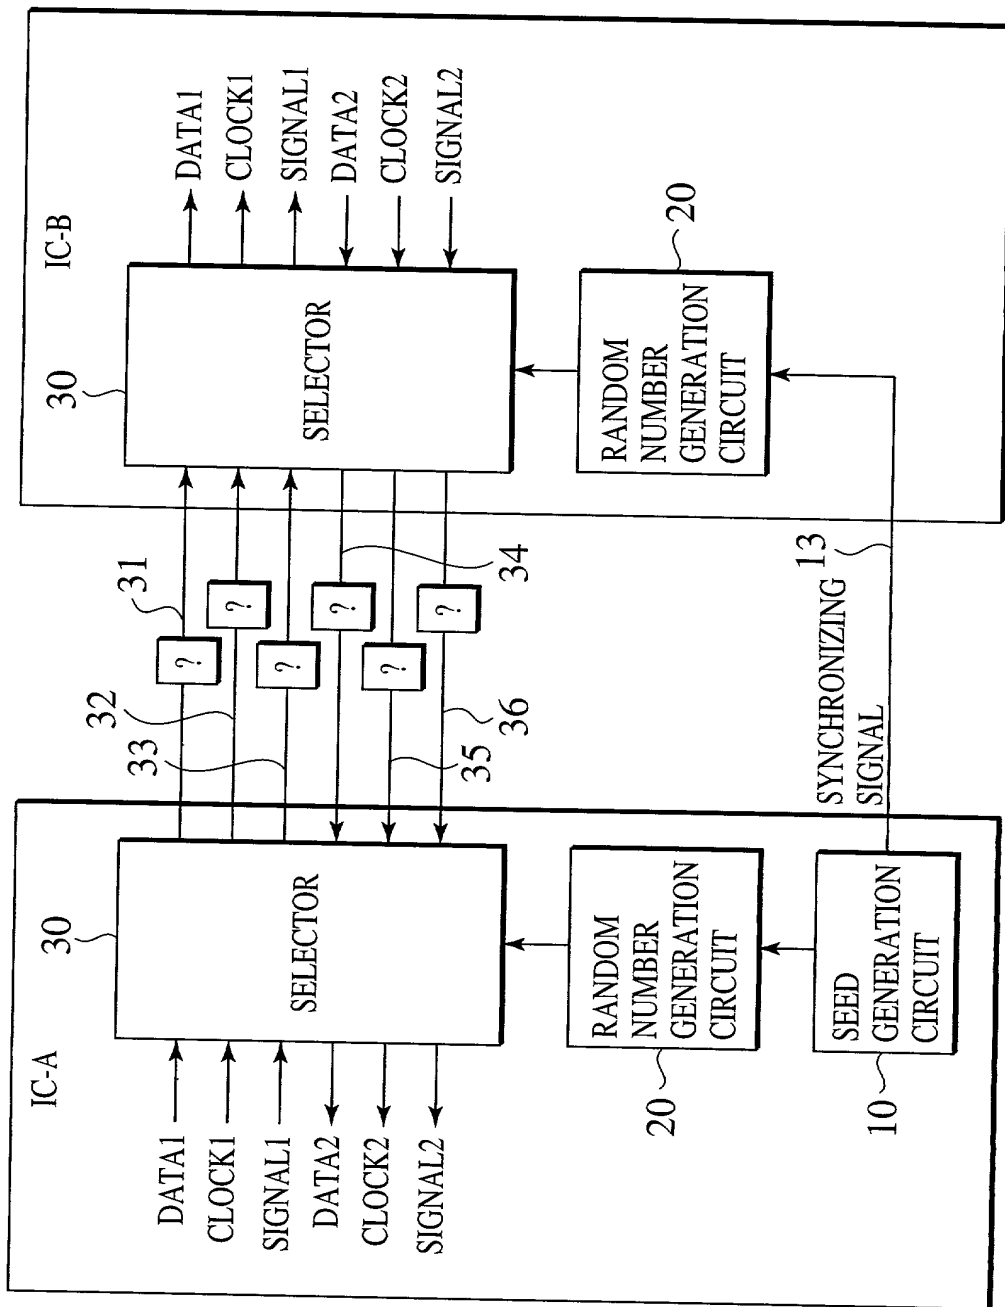 IC-A
IC-B
30
30
DATA1
CLOCK1
SIGNAL1
DATA2
CLOCK2
SIGNAL2
SELECTOR
33
32
31
?
?
?
?
?
?
35
36
34
SELECTOR
DATA1
CLOCK1
SIGNAL1
DATA2
CLOCK2
SIGNAL2
RANDOM
NUMBER
GENERATION
CIRCUIT
20
RANDOM
NUMBER
GENERATION
CIRCUIT
20
SEED
GENERATION
CIRCUIT
10
SYNCHRONIZING
SIGNAL
13